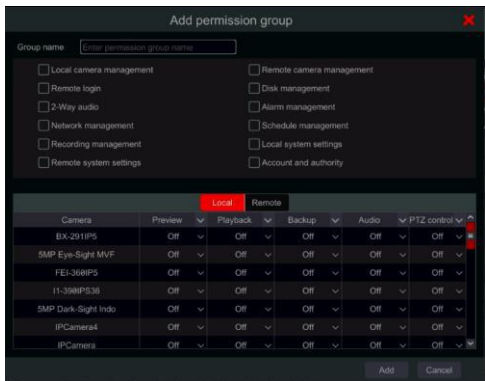 Add permission group
Group name Enter permission group name
Local camera management Remote camera management
Remote login Disk management
2-Way audio Alarm management
Network management Schedule management
Recording management Local system settings
Remote system settings Account and authority
Local Remote
Camera Preview Playback Backup Audio PTZ control
BX-291IP5 Off Off Off Off Off
5MP Eye-Sight MVF Off Off Off Off Off
FEI-360IP5 Off Off Off Off Off
I1-390IPS36 Off Off Off Off Off
5MP Dark-Sight Indo Off Off Off Off Off
IPCamera4 Off Off Off Off Off
IPCamera Off Off Off Off Off
Add Cancel